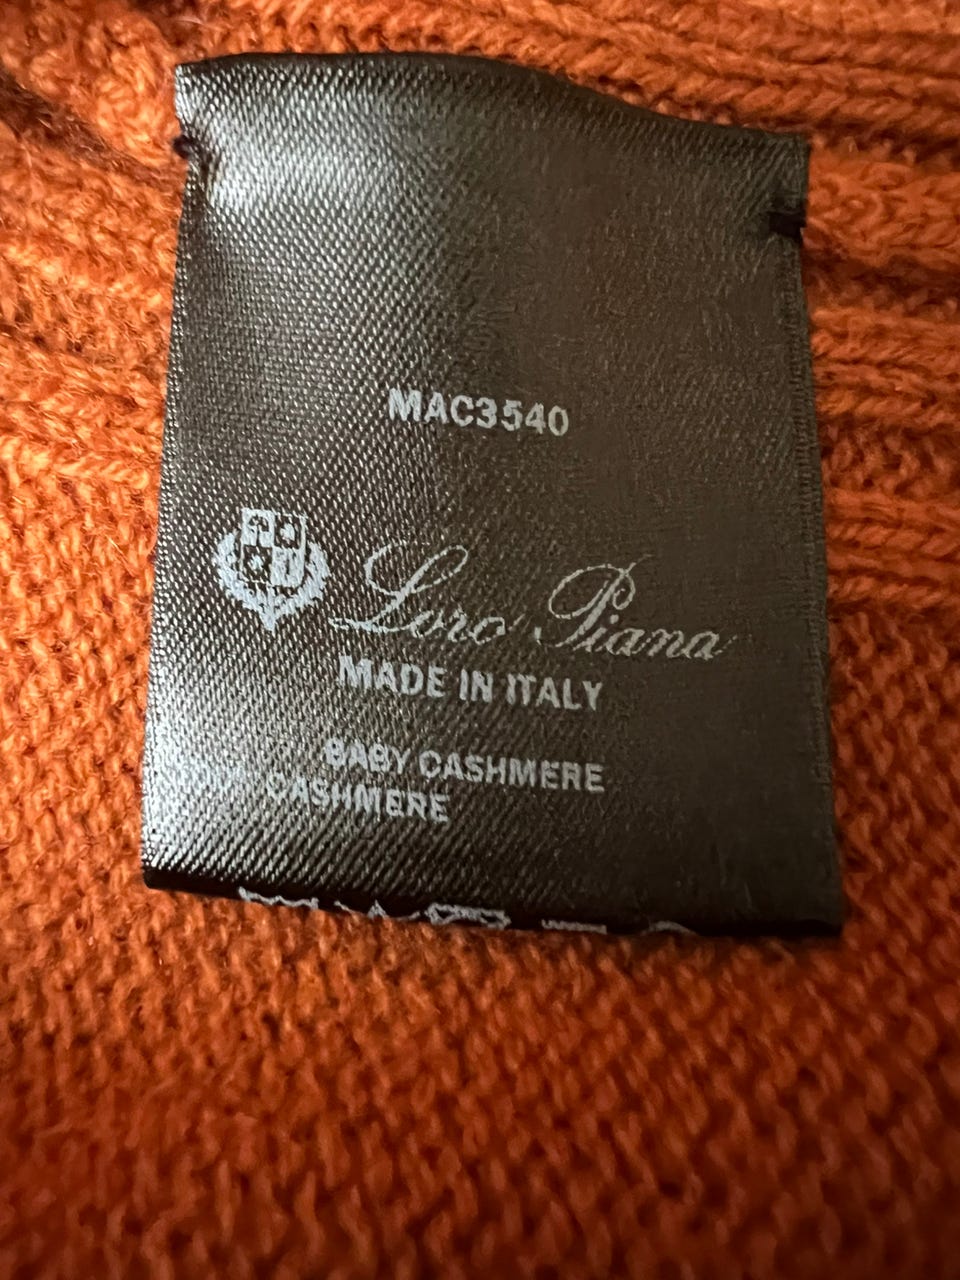 MAC3540
Loro Piana
MADE IN ITALY
BABY CASHMERE
CASHMERE